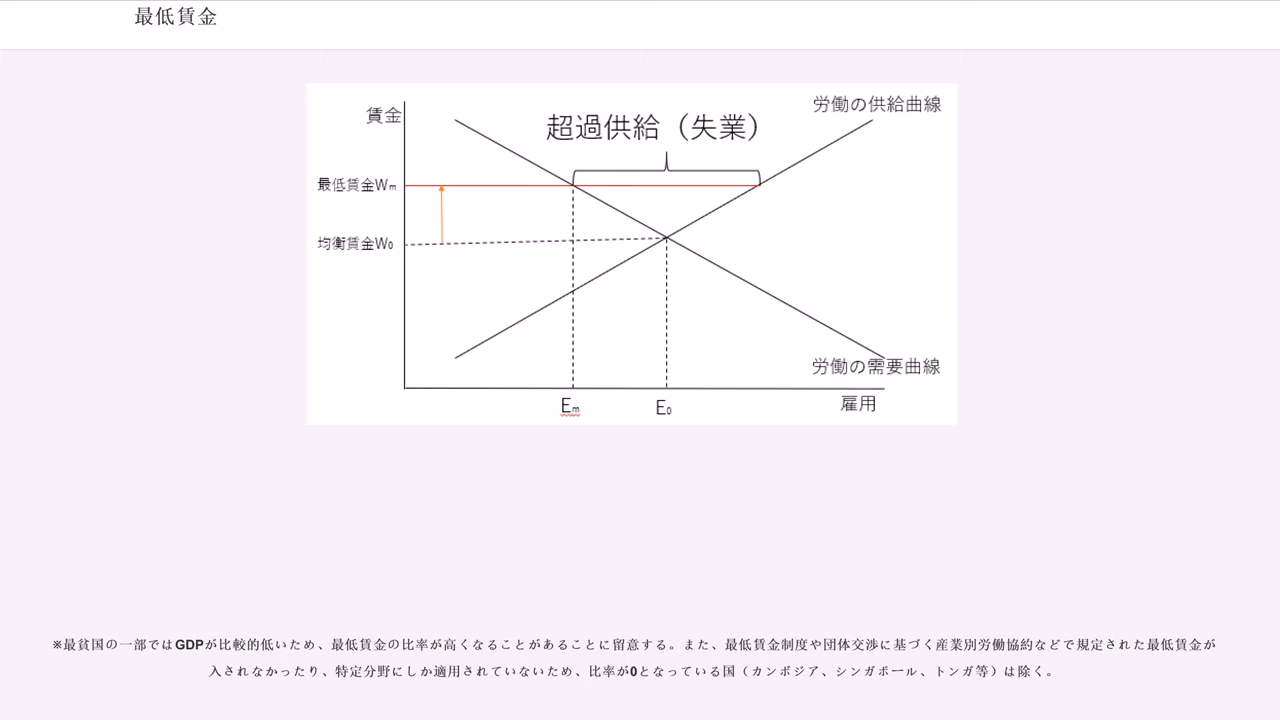 最低賃金
労働の供給曲線
賃金
超過供給（失業）
最低賃金Wm
均衡賃金W0
労働の需要曲線
Em
E0
雇用
※最貧国の一部ではGDPが比較的低いため、最低賃金の比率が高くなることがあることに留意する。また、最低賃金制度や団体交渉に基づく産業別労働協約などで規定された最低賃金が
入されなかったり、特定分野にしか適用されていないため、比率が0となっている国（カンボジア、シンガポール、トンガ等）は除く。